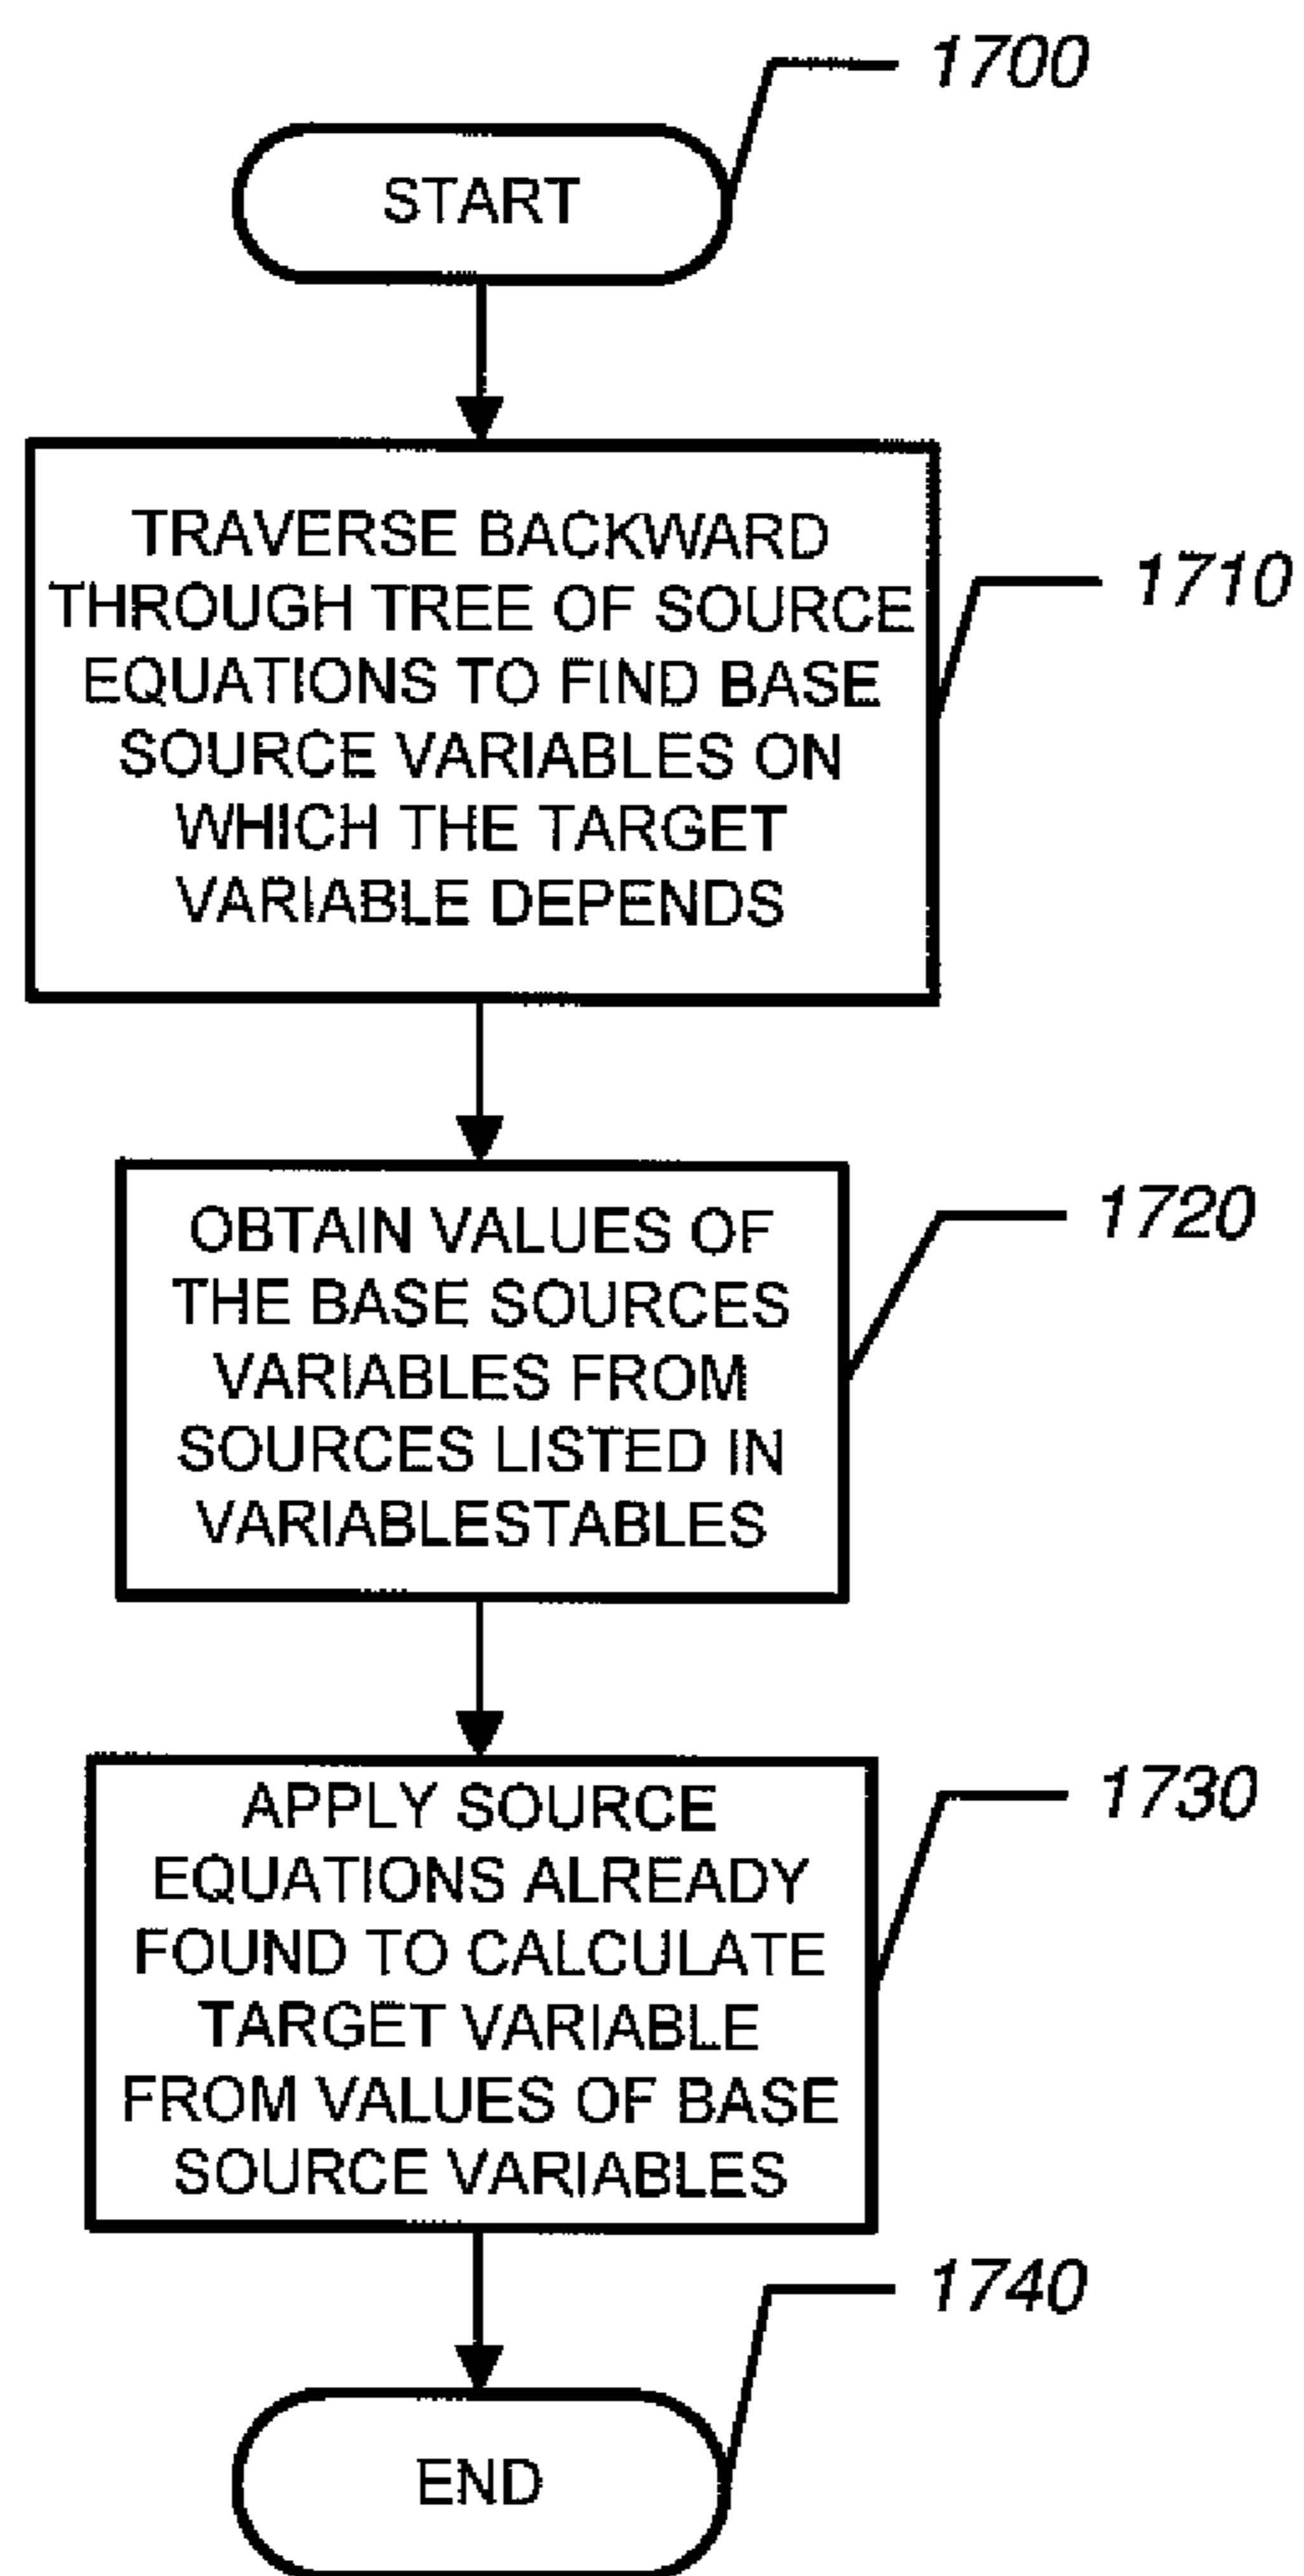 1700
START
TRAVERSE BACKWARD
THROUGH TREE OF SOURCE
EQUATIONS TO FIND BASE
SOURCE VARIABLES ON
WHICH THE TARGET
VARIABLE DEPENDS
1710
OBTAIN VALUES OF
THE BASE SOURCES
VARIABLES FROM
SOURCES LISTED IN
VARIABLESTABLES
1720
APPLY SOURCE
EQUATIONS ALREADY
FOUND TO CALCULATE
TARGET VARIABLE
FROM VALUES OF BASE
SOURCE VARIABLES
1730
1740
END